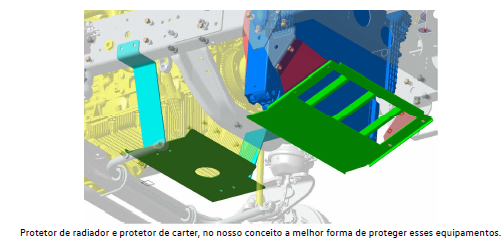 Protetor de radiador e protetor de carter, no nosso conceito a melhor forma de proteger esses equipamentos.